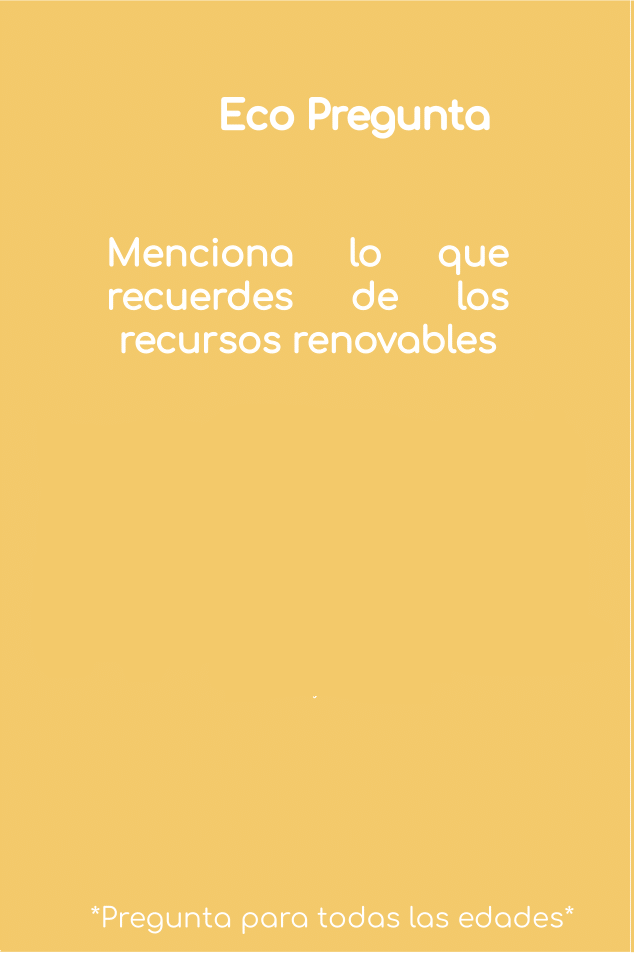 Eco Pregunta
Menciona lo que
recuerdes de los
recursos renovables
*Pregunta para todas las edades*